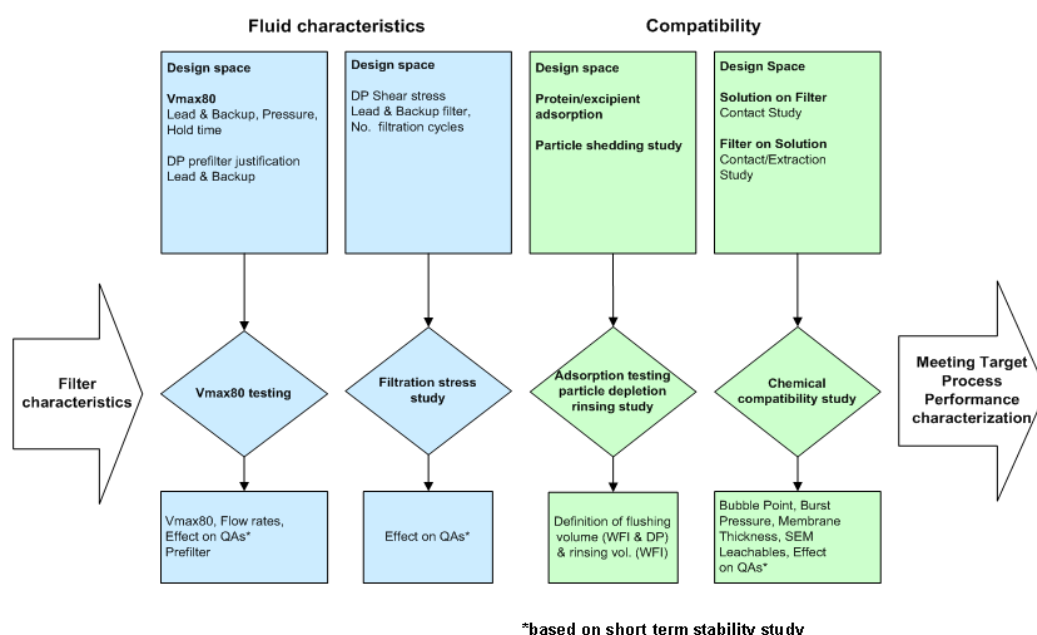 Fluid characteristics
Compatibility
Design space
Vmax80
Lead & Backup, Pressure,
Hold time
DP prefilter justification
Lead & Backup
Design space
DP Shear stress
Lead & Backup filter,
No. filtration cycles
Design space
Protein/excipient
adsorption
Particle shedding study
Design Space
Solution on Filter
Contact Study
Filter on Solution
Contact/Extraction
Study
Filter
characteristics
Vmax80 testing
Filtration stress
study
Adsorption testing
particle depletion
rinsing study
Chemical
compatibility study
Meeting Target
Process
Performance
characterization
Vmax80, Flow rates,
Effect on QAs*
Prefilter
Effect on QAs*
Definition of flushing
volume (WFI & DP)
& rinsing vol. (WFI)
Bubble Point, Burst
Pressure, Membrane
Thickness, SEM
Leachables, Effect
on QAs*
*based on short term stability study